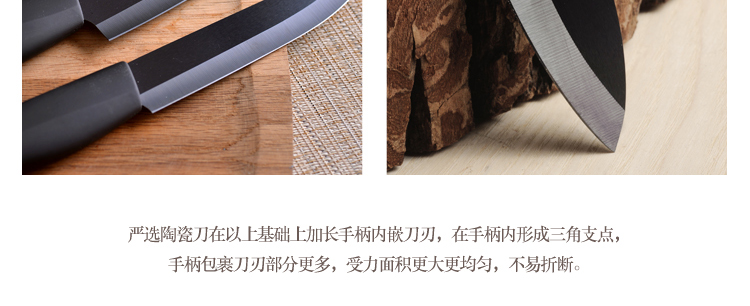 严选陶瓷刀在以上基础上加长手柄内嵌刀刃，在手柄内形成三角支点，
手柄包裹刀刃部分更多，受力面积更大更均匀，不易折断。